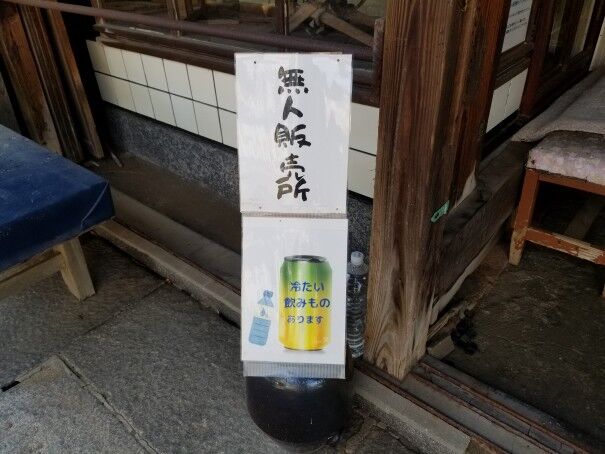 無人販売所
冷たい
飲みもの
あります